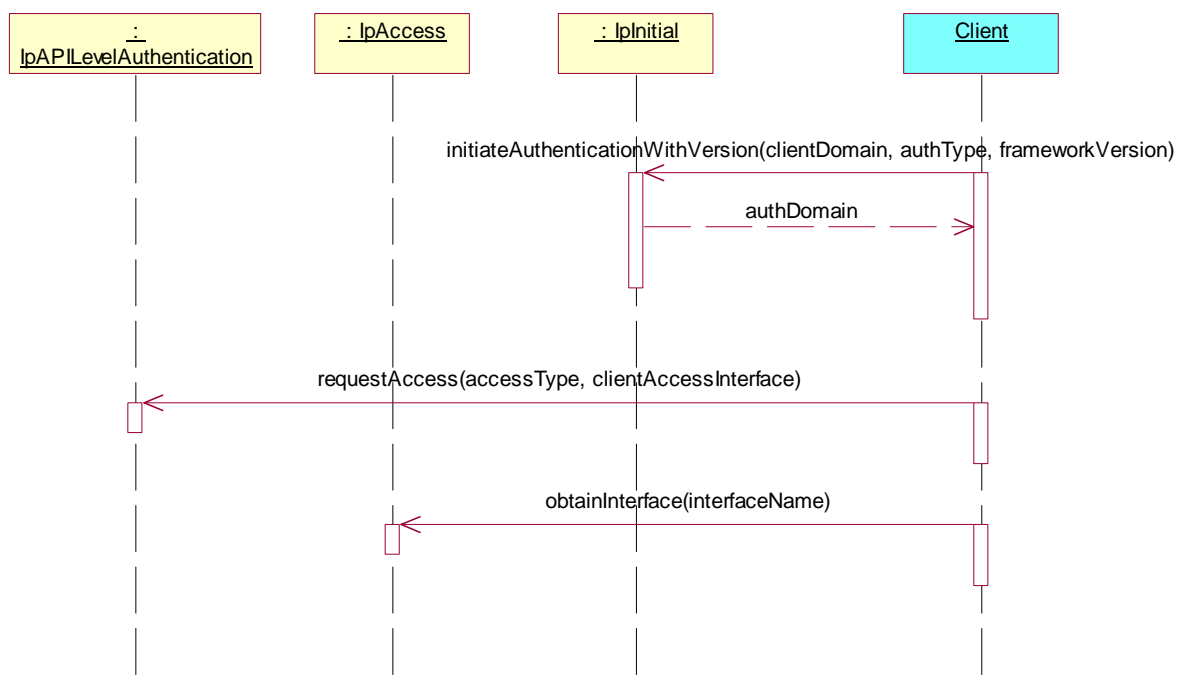 :
IpAPILevelAuthentication
: IpAccess
: IpInitial
Client
initiateAuthenticationWithVersion(clientDomain, authType, frameworkVersion)
authDomain
requestAccess(accessType, clientAccessInterface)
obtainInterface(interfaceName)